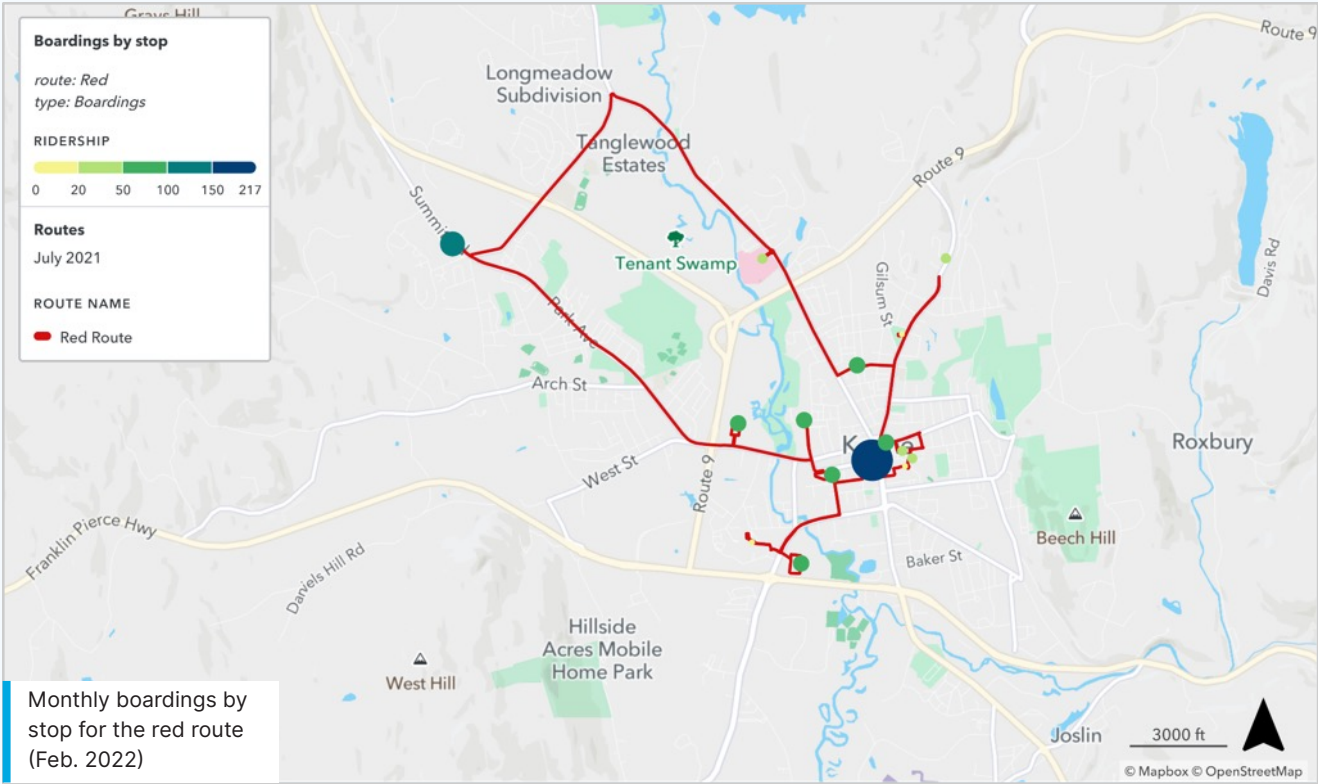 Grays Hill
Boardings by stop
route: Red
type: Boardings
RIDERSHIP
0 20 50 100 150 217
Routes
July 2021
ROUTE NAME
Red Route
Longmeadow
Subdivision
Tanglewood
Estates
Route 9
Route 9
Tenant Swamp
Gilsum St
Davis Rd
Park Ave
Arch St
West St
Route 9
Roxbury
Franklin Pierce Hwy
Daniels Hill Rd
Beech Hill
Baker St
Hillside
Acres Mobile
Home Park
West Hill
Joslin
Monthly boardings by
stop for the red route
(Feb. 2022)
3000 ft
© Mapbox © OpenStreetMap